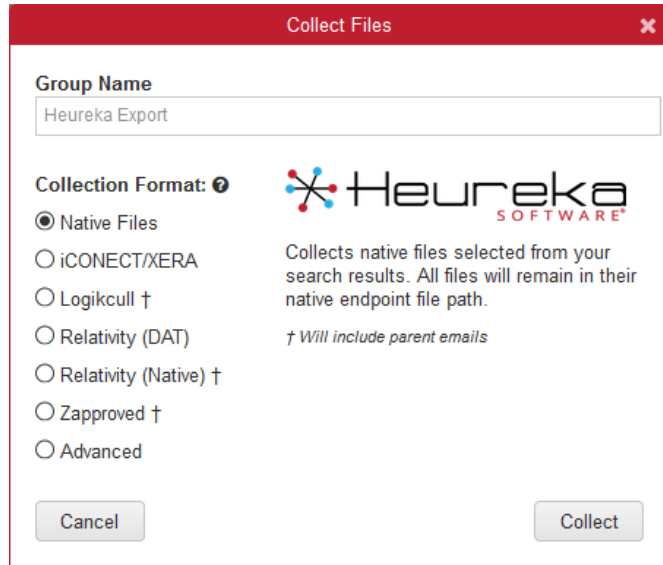 Collect Files
Group Name
Heureka Export
Collection Format:
Native Files
iCONECT/XERA
Logikcull †
Relativity (DAT)
Relativity (Native) †
Zapproved †
Advanced
Heureka
SOFTWARE®
Collects native files selected from your
search results. All files will remain in their
native endpoint file path.
† Will include parent emails
Cancel
Collect